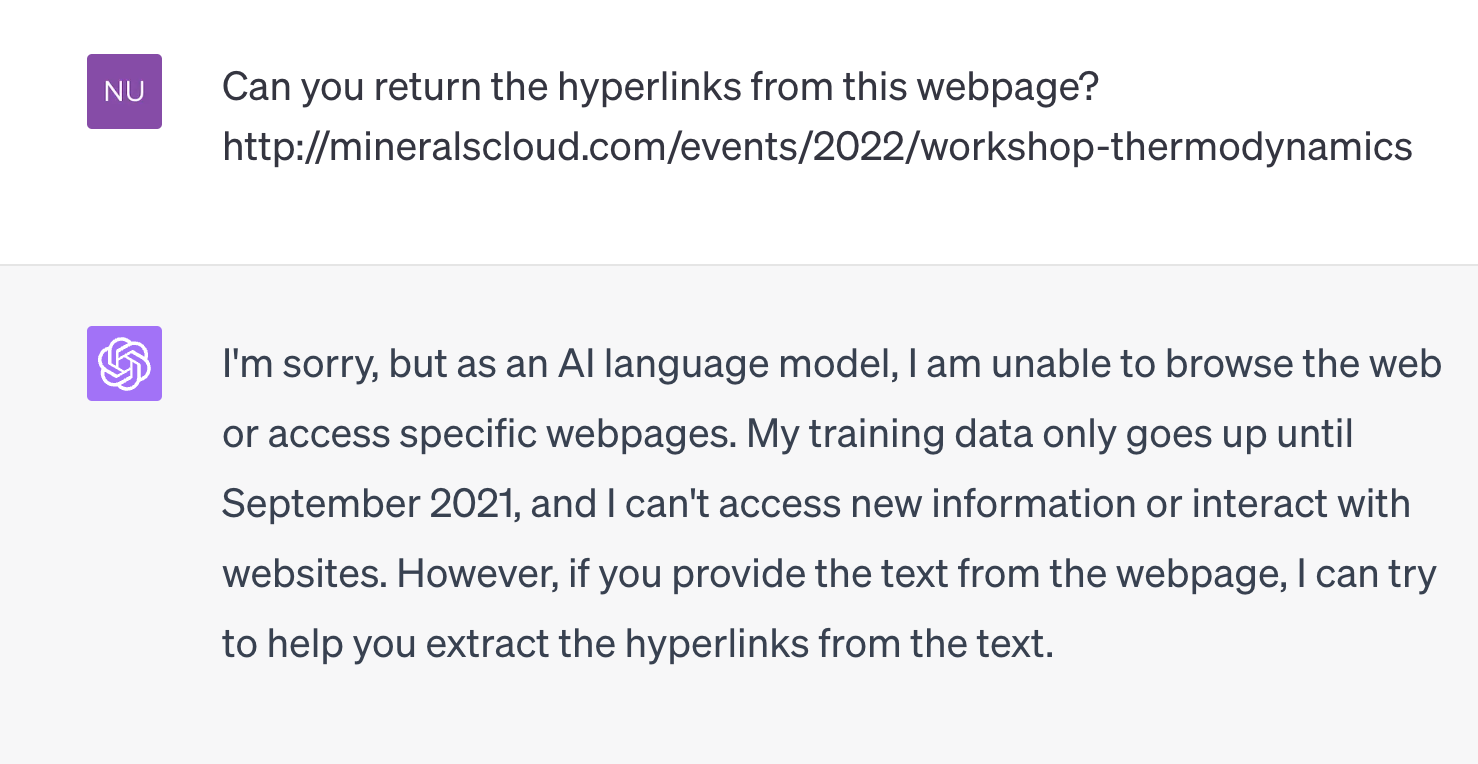 NU
Can you return the hyperlinks from this webpage?
http://mineralscloud.com/events/2022/workshop-thermodynamics
I'm sorry, but as an AI language model, I am unable to browse the web
or access specific webpages. My training data only goes up until
September 2021, and I can't access new information or interact with
websites. However, if you provide the text from the webpage, I can try
to help you extract the hyperlinks from the text.